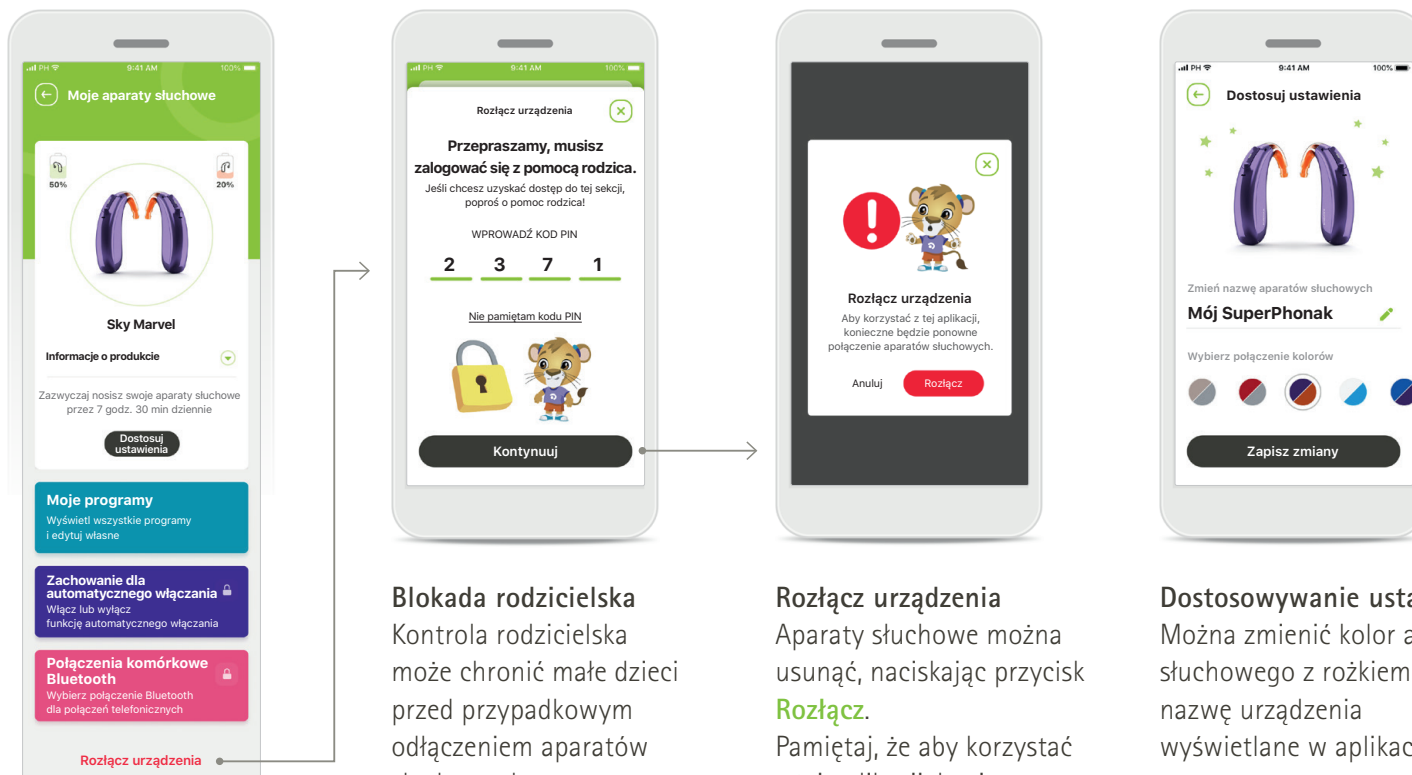 PH 9:41 AM 100%
Moje aparaty słuchowe
50%
20%
Sky Marvel
Informacje o produkcie
Zazwyczaj nosisz swoje aparaty słuchowe
przez 7 godz. 30 min dziennie
Dostosuj
ustawienia
Moje programy
Wyświetl wszystkie programy
i edytuj własne
Zachowanie dla
automatycznego włączania
Włącz lub wyłącz
funkcję automatycznego włączania
Połączenia komórkowe
Bluetooth
Wybierz połączenie Bluetooth
dla połączeń telefonicznych
Rozłącz urządzenia
PH 9:41 AM 100%
Rozłącz urządzenia
Przepraszamy, musisz
zalogować się z pomocą rodzica.
Jeśli chcesz uzyskać dostęp do tej sekcji,
poproś o pomoc rodzica!
WPROWADŹ KOD PIN
2 3 7 1
Nie pamiętam kodu PIN
Kontynuuj
Blokada rodzicielska
Kontrola rodzicielska
może chronić małe dzieci
przed przypadkowym
odłączeniem aparatów
Rozłącz urządzenia
Aby korzystać z tej aplikacji,
konieczne będzie ponowne
połączenie aparatów słuchowych.
Anuluj Rozłącz
Rozłącz urządzenia
Aparaty słuchowe można
usunąć, naciskając przycisk
Rozłącz.
Pamiętaj, że aby korzystać
PH 9:41 AM 100%
Dostosuj ustawienia
Zmień nazwę aparatów słuchowych
Mój SuperPhonak
Wybierz połączenie kolorów
Zapisz zmiany
Dostosowywanie
Można zmienić kolor
słuchowego z rożkiem
nazwę urządzenia
wyświetlane w